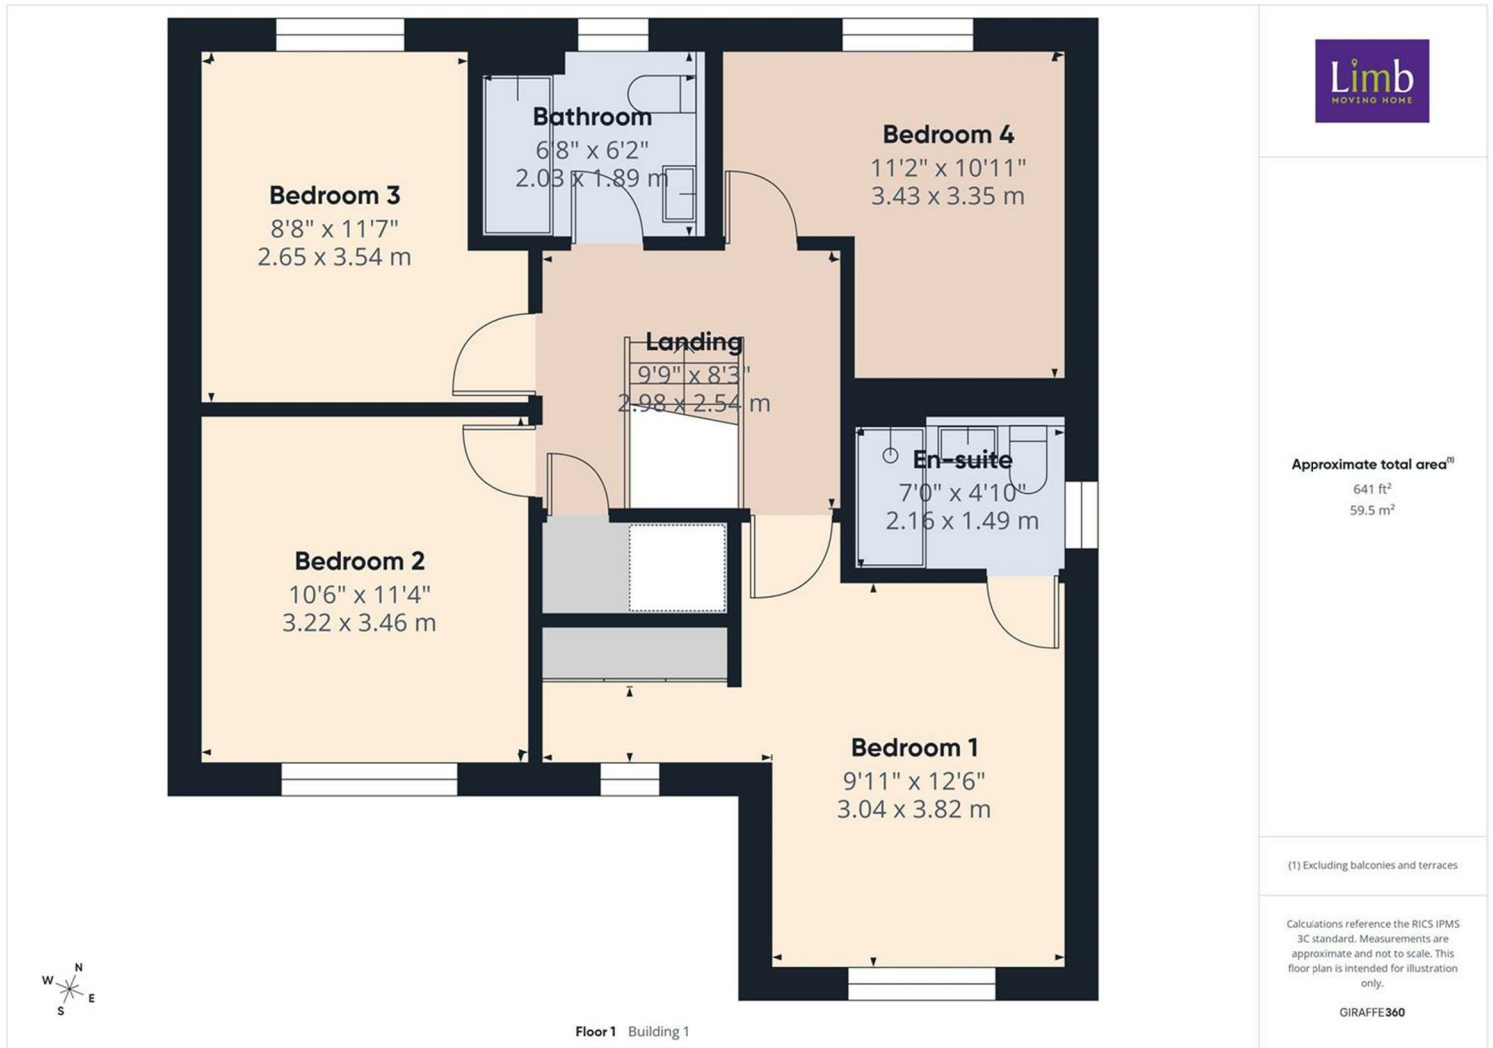 Bedroom 3
8'8" x 11'7"
2.65 x 3.54 m
Bathroom
6'8" x 6'2"
2.03 x 1.89 m
Bedroom 4
11'2" x 10'11"
3.43 x 3.35 m
Landing
9'9" x 8'3"
2.98 x 2.54 m
En-suite
7'0" x 4'10"
2.16 x 1.49 m
Bedroom 2
10'6" x 11'4"
3.22 x 3.46 m
Bedroom 1
9'11" x 12'6"
3.04 x 3.82 m
N
W
E
S
Floor 1 Building 1
Limb
MOVING HOME
Approximate total area(1)
641 ft²
59.5 m²
(1) Excluding balconies and terraces
Calculations reference the RICS IPMS
3C standard. Measurements are
approximate and not to scale. This
floor plan is intended for illustration
only.
GIRAFFE360